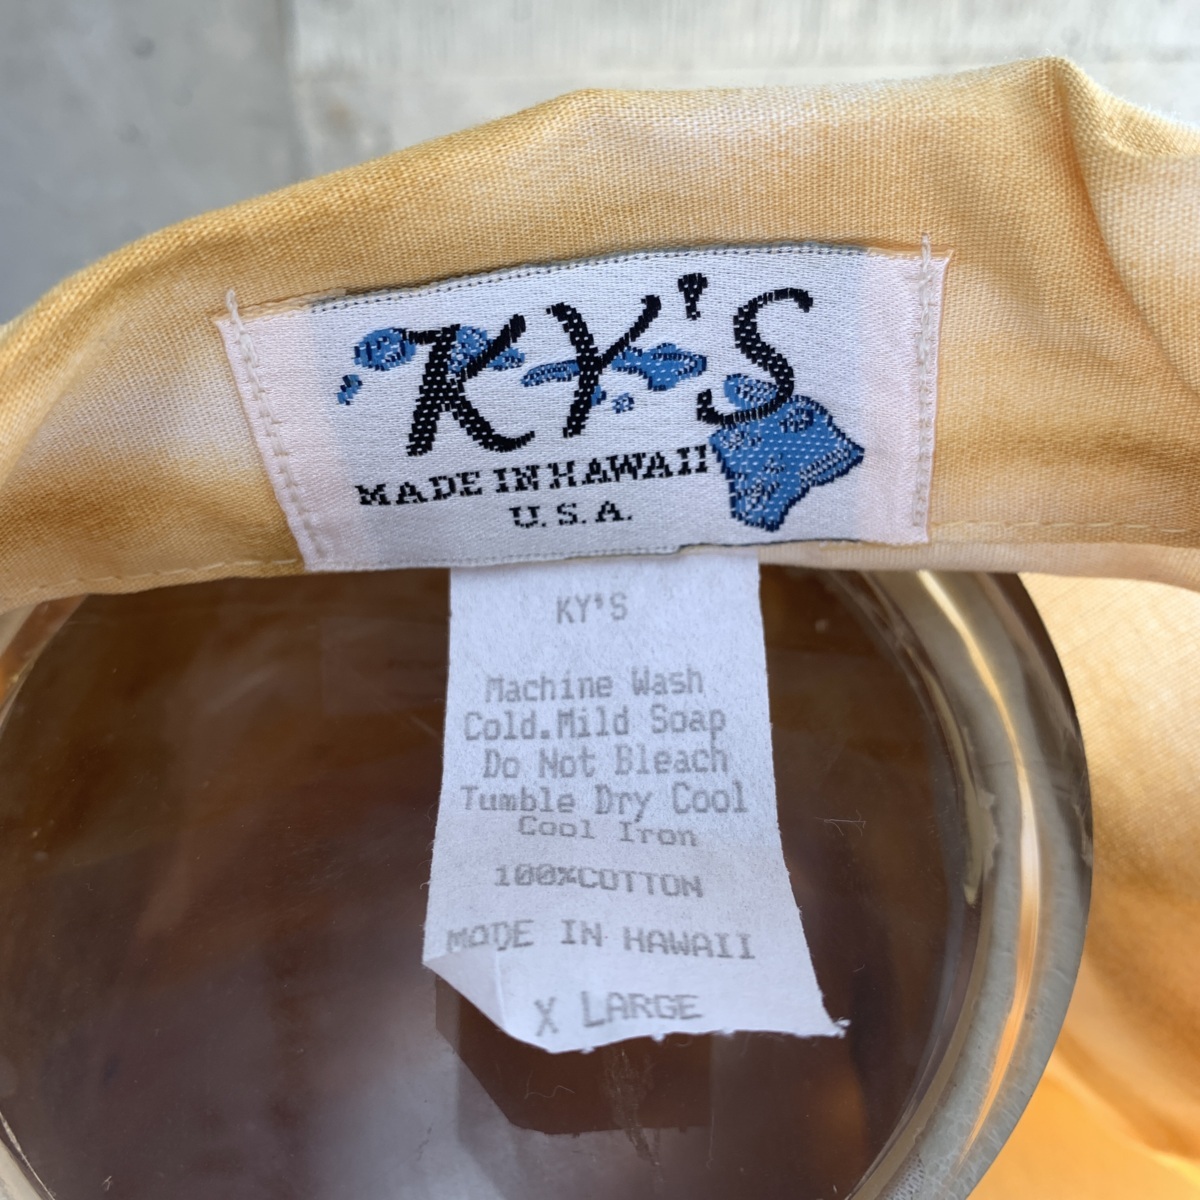 KY'S
MADE IN HAWAII
U.S.A.
KY'S
Machine Wash
Cold.Mild Soap
Do Not Bleach
Tumble Dry Cool
Cool Iron
100%COTTON
MADE IN HAWAII
X LARGE